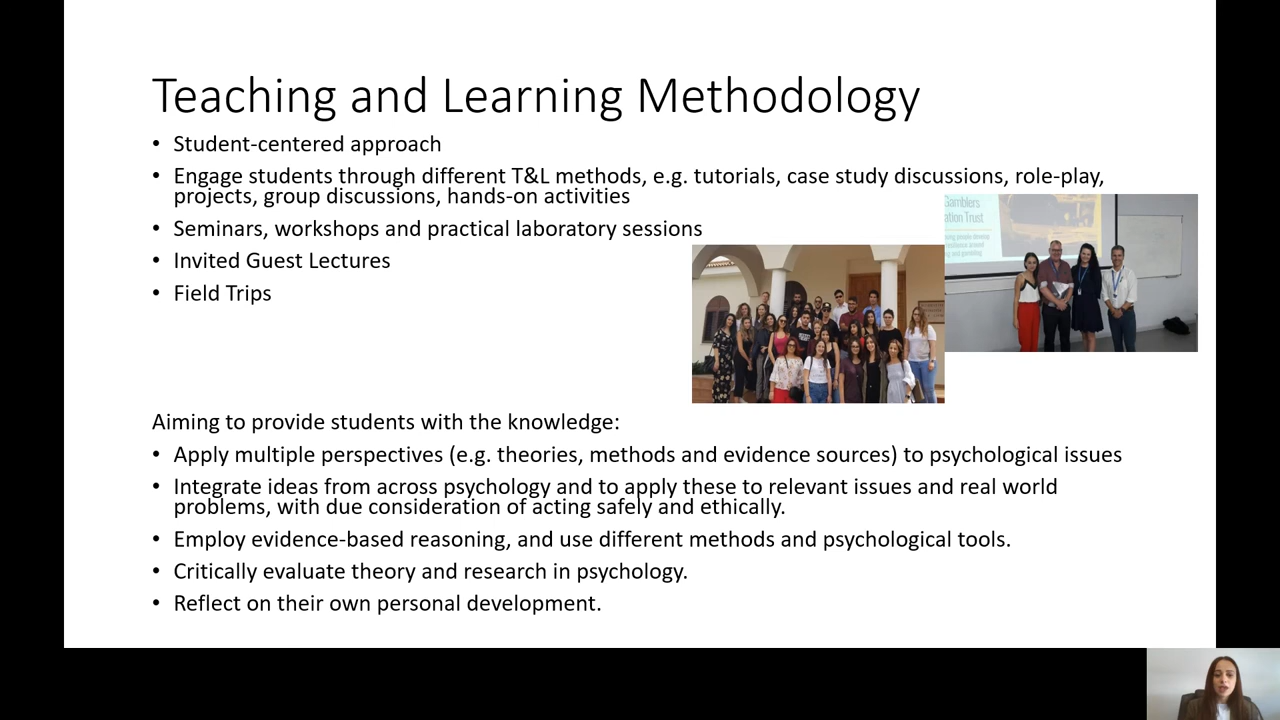 Teaching and Learning Methodology
• Student-centered approach
• Engage students through different T&L methods, e.g. tutorials, case study discussions, role-play,
projects, group discussions, hands-on activities
• Seminars, workshops and practical laboratory sessions
• Invited Guest Lectures
• Field Trips
Gamblers
ation Trust
Aiming to provide students with the knowledge:
• Apply multiple perspectives (e.g. theories, methods and evidence sources) to psychological issues
• Integrate ideas from across psychology and to apply these to relevant issues and real world
problems, with due consideration of acting safely and ethically.
• Employ evidence-based reasoning, and use different methods and psychological tools.
• Critically evaluate theory and research in psychology.
• Reflect on their own personal development.